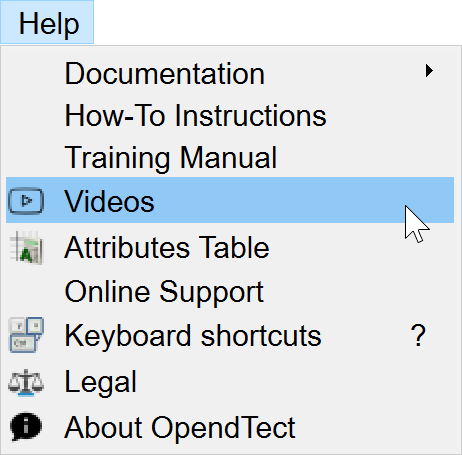 Help
Documentation
How-To Instructions
Training Manual
Videos
Attributes Table
Online Support
Keyboard shortcuts ?
Legal
About OpendTect